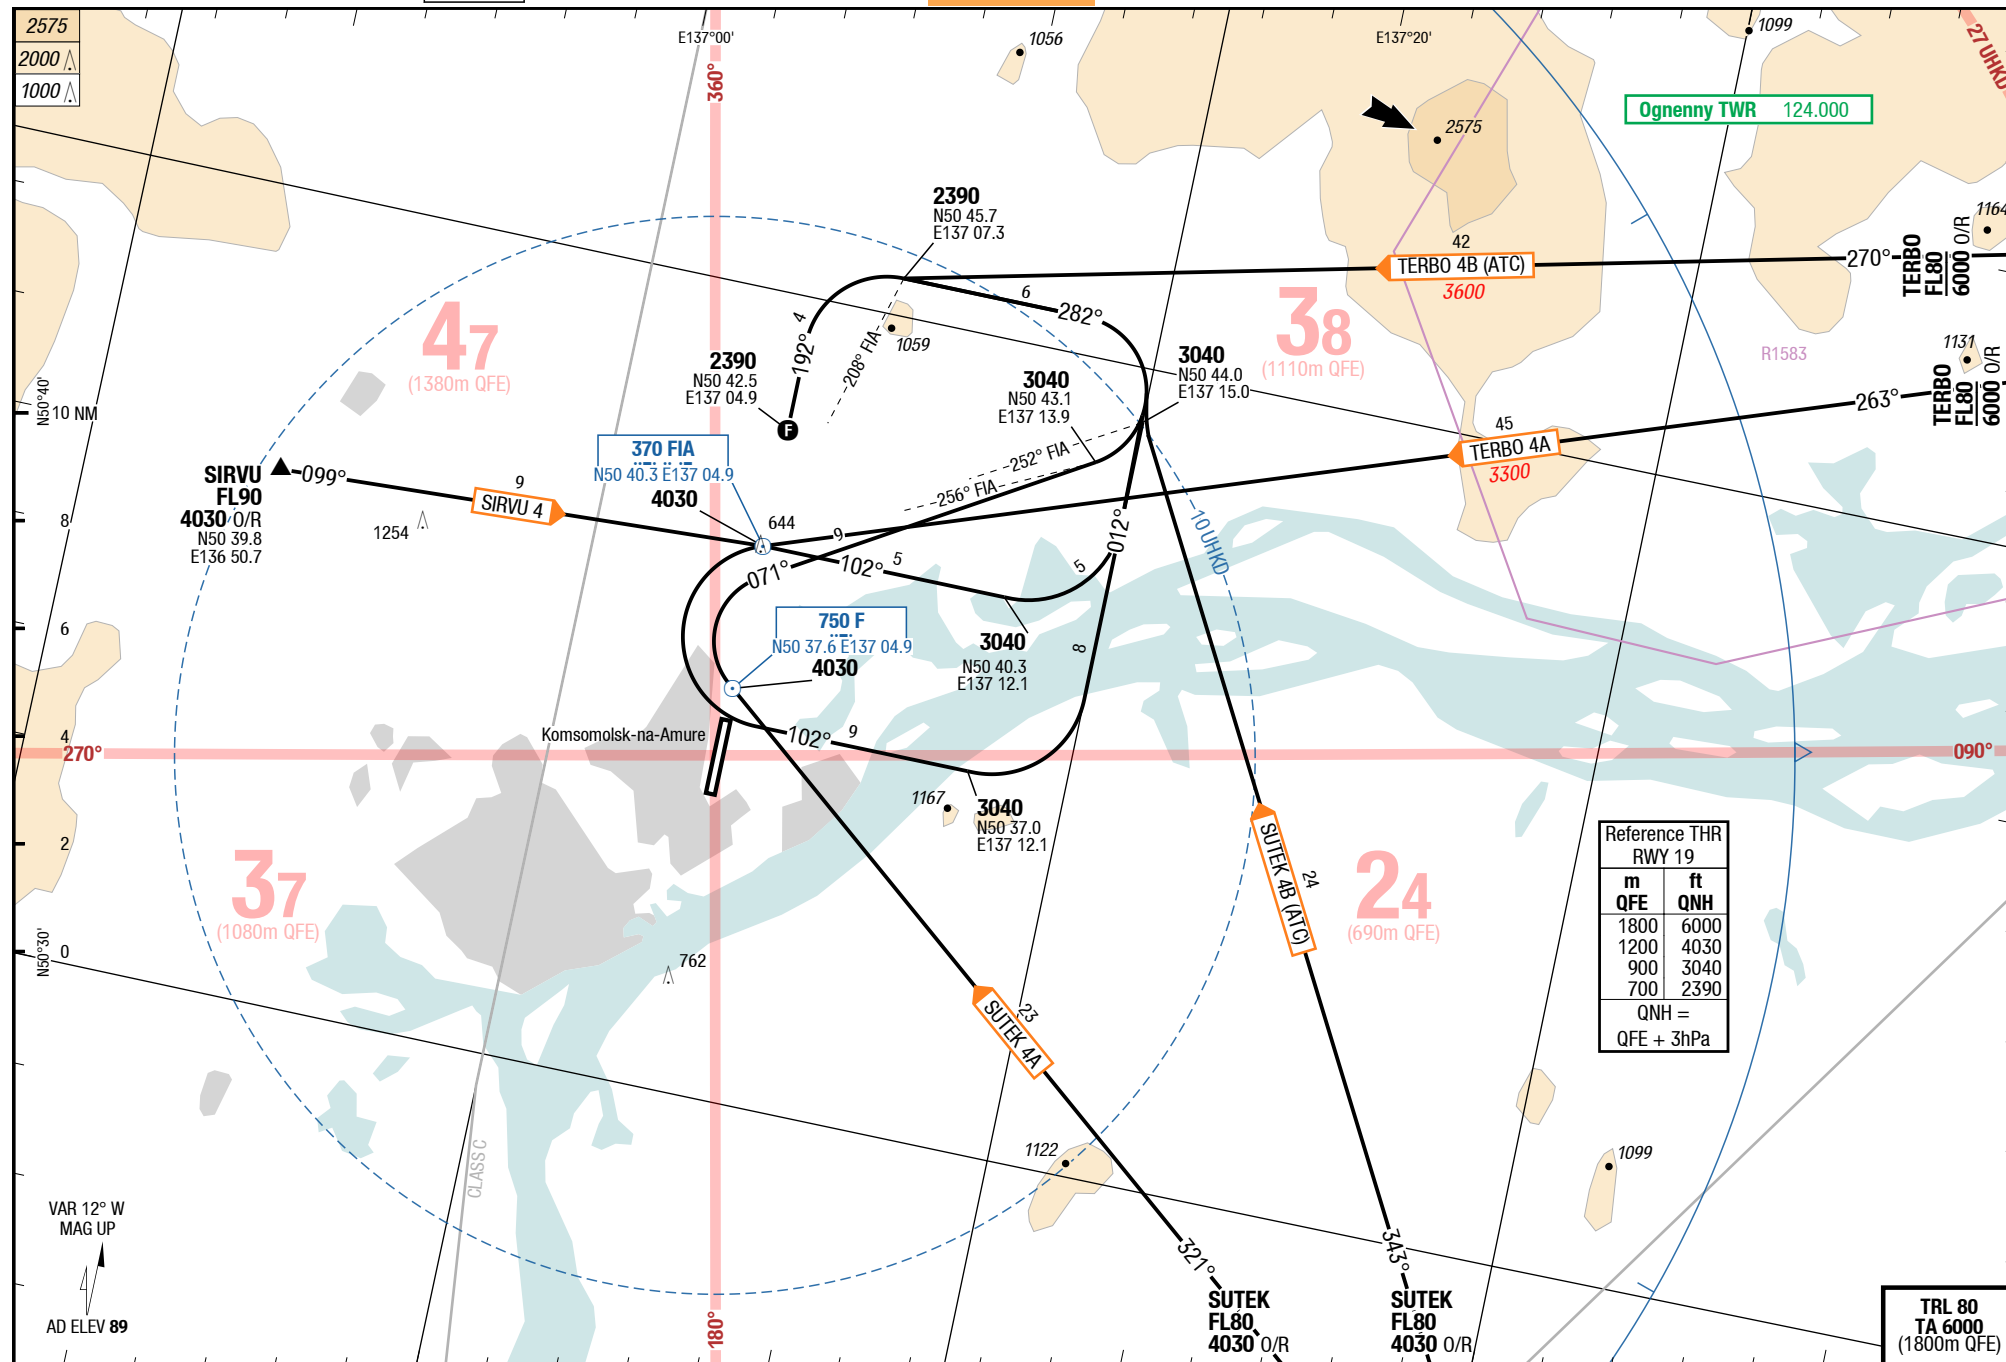 2575
2000
1000
E137°00'
360°
1056
E137°20'
1099
27 UHKD
Ognenny TWR 124.000
2575
2390
N50 45.7
E137 07.3
42
TERBO 4B (ATC)
3600
270°
TERBO
FL80
6000 O/R
1164
47
(1380m QFE)
6
282°
38
(1110m QFE)
4
192°
208° FIA
1059
2390
N50 42.5
E137 04.9
F
3040
N50 43.1
E137 13.9
3040
N50 44.0
E137 15.0
R1583
1131
TERBO
FL80
6000 O/R
263°
45
TERBO 4A
3300
N50°40'
10 NM
8
6
4
2
0
N50°30'
SIRVU
FL90
4030 O/R
N50 39.8
E136 50.7
099°
9
SIRVU 4
1254
370 FIA
N50 40.3 E137 04.9
4030
644
252° FIA
256° FIA
9
071°
102°
5
5
012°
10 UHKD
8
750 F
N50 37.6 E137 04.9
4030
3040
N50 40.3
E137 12.1
Komsomolsk-na-Amure
102°
9
270°
090°
1167
3040
N50 37.0
E137 12.1
37
(1080m QFE)
24
(690m QFE)
SUTEK 4B (ATC)
24
Reference THR
RWY 19
m ft
QFE QNH
1800 6000
1200 4030
900 3040
700 2390
QNH =
QFE + 3hPa
762
SUTEK 4A
23
CLASS C
1122
1099
VAR 12° W
MAG UP
AD ELEV 89
321°
343°
180°
SUTEK
FL80
4030 O/R
SUTEK
FL80
4030 O/R
TRL 80
TA 6000
(1800m QFE)